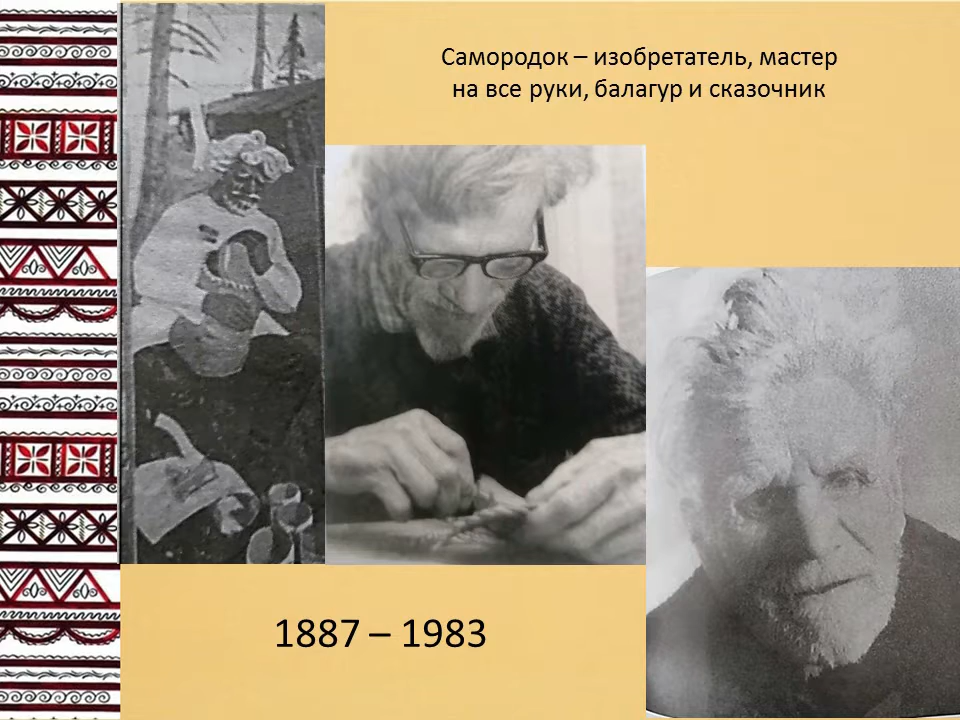 Самородок – изобретатель, мастер
на все руки, балагур и сказочник
1887 – 1983